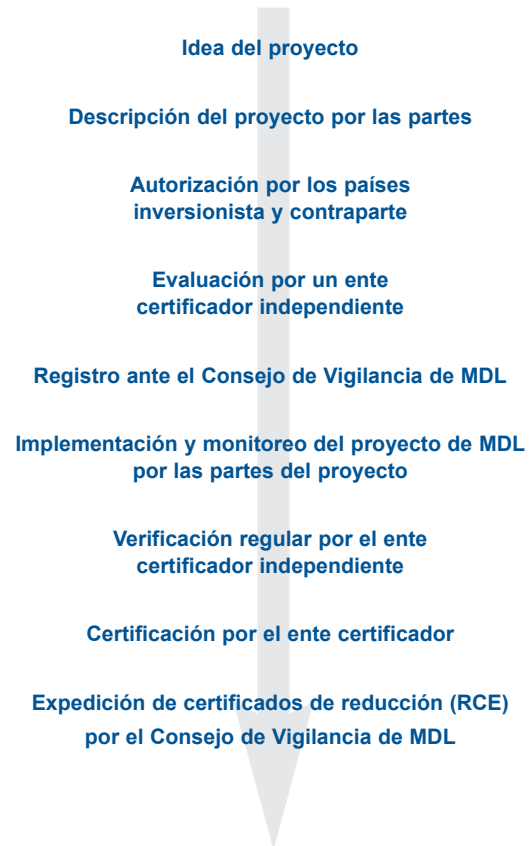 Idea del proyecto
Descripción del proyecto por las partes
Autorización por los países
inversionista y contraparte
Evaluación por un ente
certificador independiente
Registro ante el Consejo de Vigilancia de MDL
Implementación y monitoreo del proyecto de MDL
por las partes del proyecto
Verificación regular por el ente
certificador independiente
Certificación por el ente certificador
Expedición de certificados de reducción (RCE)
por el Consejo de Vigilancia de MDL